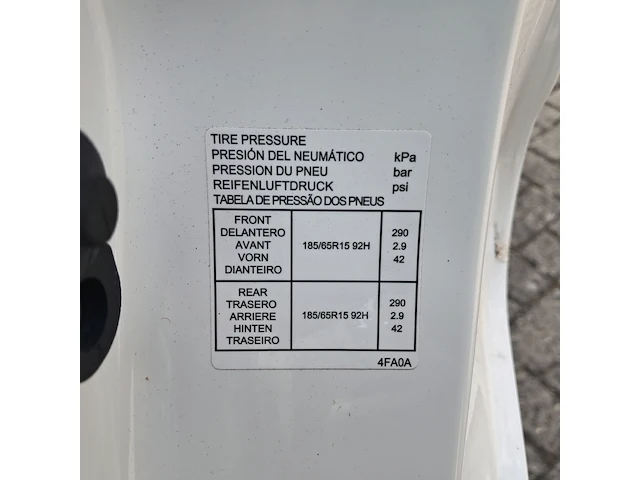 TIRE PRESSURE
PRESIÓN DEL NEUMÁTICO kPa
PRESSION DU PNEU bar
REIFENLUFTDRUCK psi
TABELA DE PRESSÃO DOS PNEUS
FRONT
DELANTERO 290
AVANT 185/65R15 92H 2.9
VORN 42
DIANTEIRO
REAR
TRASERO 290
ARRIERE 185/65R15 92H 2.9
HINTEN 42
TRASEIRO
4FA0A